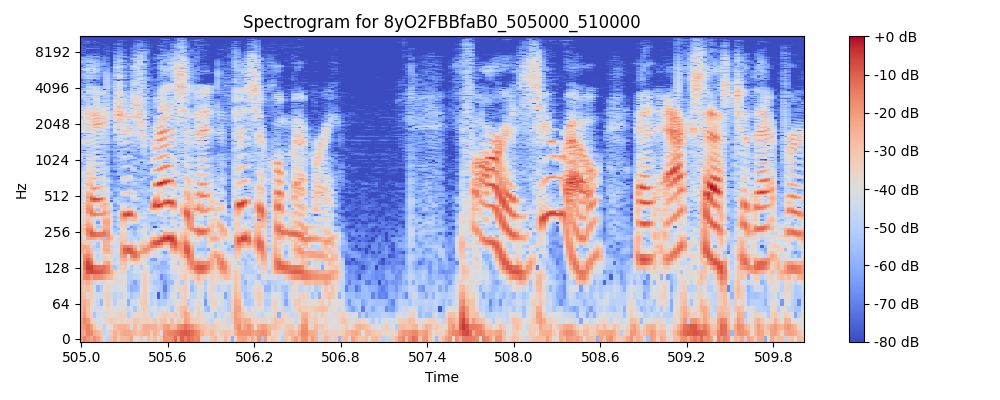 Spectrogram for 8yO2FBBfaB0_505000_510000
8192
4096
2048
1024
512
256
128
64
0
Hz
505.0 505.6 506.2 506.8 507.4 508.0 508.6 509.2 509.8
Time
+0 dB
-10 dB
-20 dB
-30 dB
-40 dB
-50 dB
-60 dB
-70 dB
-80 dB